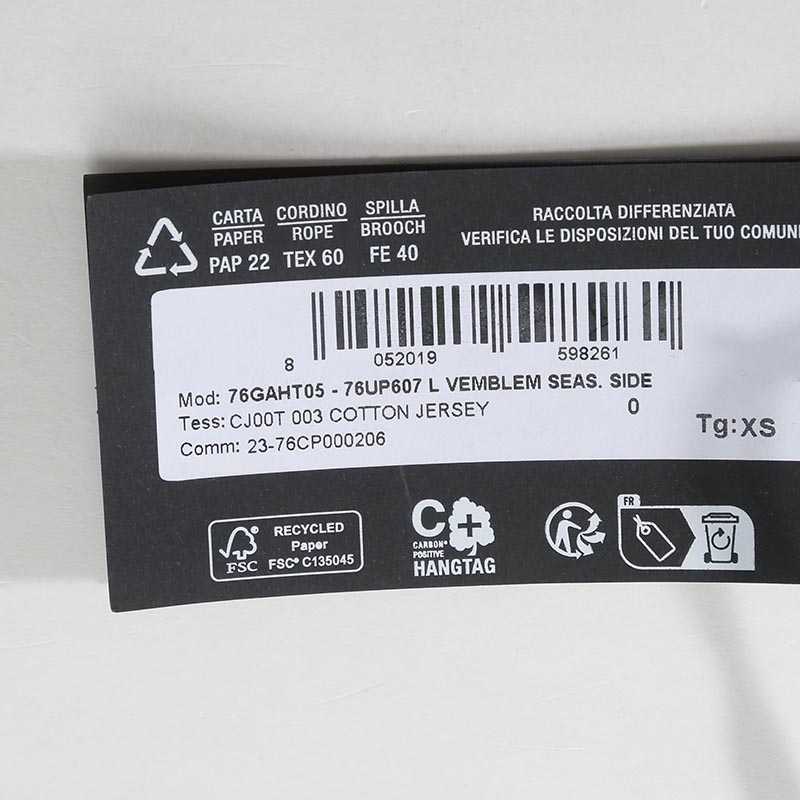 CARTA CORDINO SPILLA
PAPER ROPE BROOCH
PAP 22 TEX 60 FE 40
RACCOLTA DIFFERENZIATA
VERIFICA LE DISPOSIZIONI DEL TUO COMUN
8 052019 598261
Mod: 76GAHT05 - 76UP607 L VEMBLEM SEAS. SIDE
Tess: CJ00T 003 COTTON JERSEY 0
Comm: 23-76CP000206
Tg:XS
FSC
RECYCLED
Paper
FSC® C135045
C+
CARBON®
POSITIVE
HANGTAG
FR